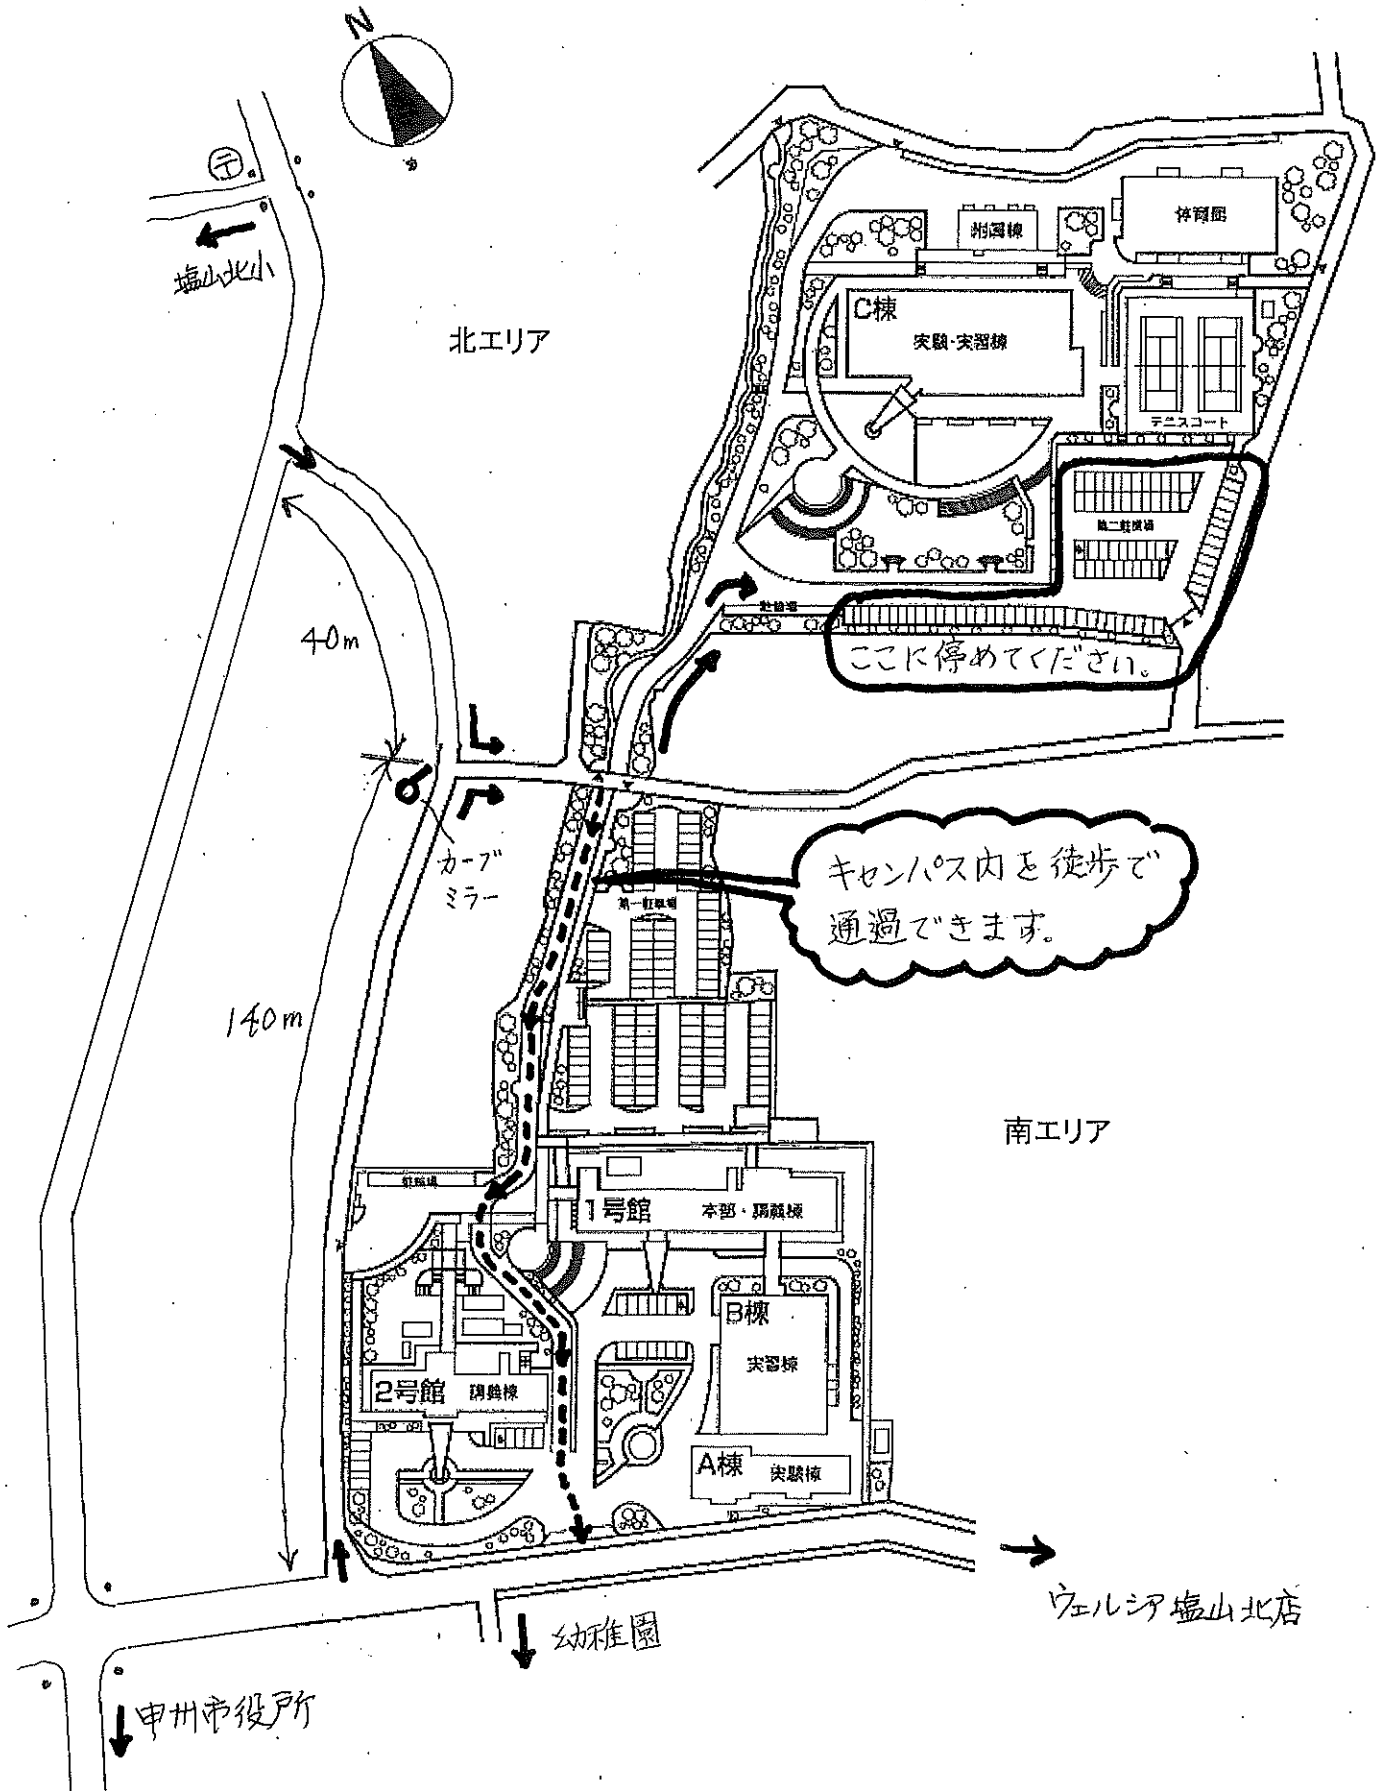 N
〒
塩山北小
北エリア
体育館
附属棟
C棟
実験・実習棟
テニスコート
第二駐車場
駐輪場
ここに停めてください。
40m
カーブ
ミラー
キャンパス内を徒歩で
通過できます。
第一駐車場
140m
南エリア
駐輪場
1号館
本部・講義棟
B棟
実習棟
2号館
講義棟
A棟
実験棟
ウェルシア塩山北店
幼稚園
甲州市役所